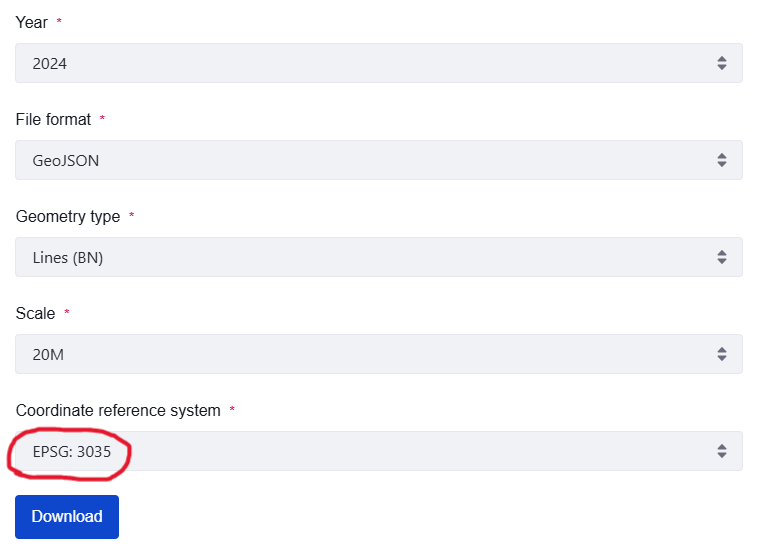 Year *
2024
File format *
GeoJSON
Geometry type *
Lines (BN)
Scale *
20M
Coordinate reference system *
EPSG: 3035
Download